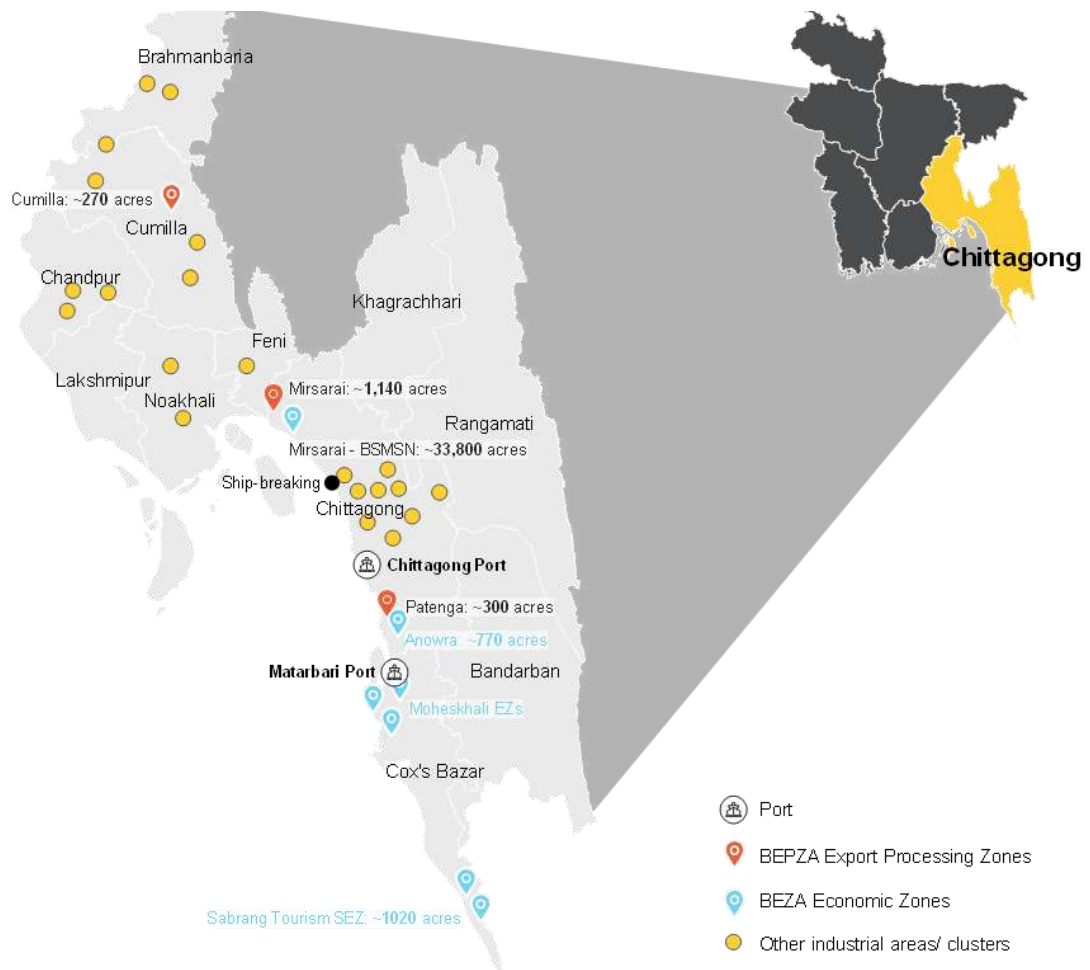 Brahmanbaria
Cumilla: ~270 acres
Cumilla
Chittagong
Chandpur
Khagrachhari
Feni
Lakshmipur
Mirsarai: ~1,140 acres
Noakhali
Rangamati
Mirsarai - BSMSN: ~33,800 acres
Ship-breaking
Chittagong
Chittagong Port
Patenga: ~300 acres
Anowra: ~770 acres
Matarbari Port
Bandarban
Moheskhali EZs
Cox's Bazar
Port
BEPZA Export Processing Zones
BEZA Economic Zones
Sabrang Tourism SEZ: ~1020 acres
Other industrial areas/ clusters